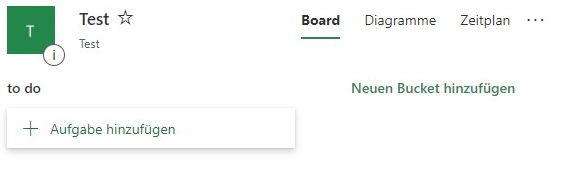 T
Test
Test
Board Diagramme Zeitplan
to do
Neuen Bucket hinzufügen
Aufgabe hinzufügen